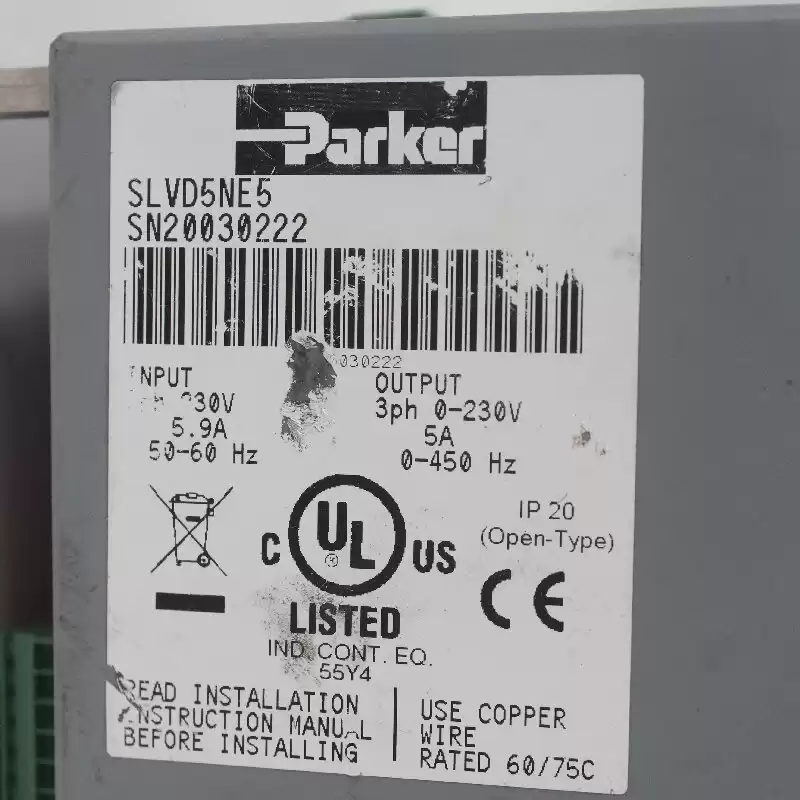 Parker
SLVD5NE5
SN20030222
030222
INPUT
230V
5.9A
50-60 Hz
OUTPUT
3ph 0-230V
5A
0-450 Hz
C UL US
®
LISTED
IND. CONT. EQ.
55Y4
IP 20
(Open-Type)
CE
READ INSTALLATION
INSTRUCTION MANUAL
BEFORE INSTALLING
USE COPPER
WIRE
RATED 60/75C